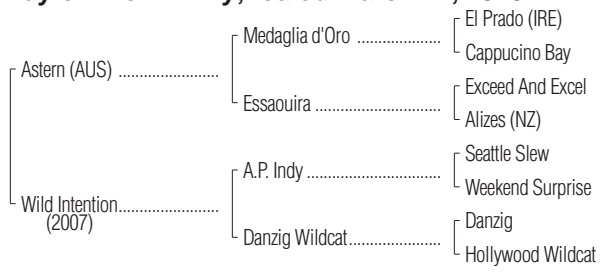 El Prado (IRE)
Medaglia d'Oro
Cappucino Bay
Astern (AUS)
Exceed And Excel
Essaouira
Alizes (NZ)
Seattle Slew
A.P. Indy
Weekend Surprise
Wild Intention
(2007)
Danzig
Danzig Wildcat
Hollywood Wildcat